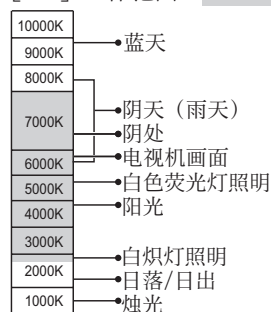 10000K
9000K
蓝天
8000K
阴天（雨天）
7000K
阴处
电视机画面
6000K
白色荧光灯照明
5000K
阳光
4000K
3000K
白炽灯照明
2000K
日落/日出
1000K
烛光